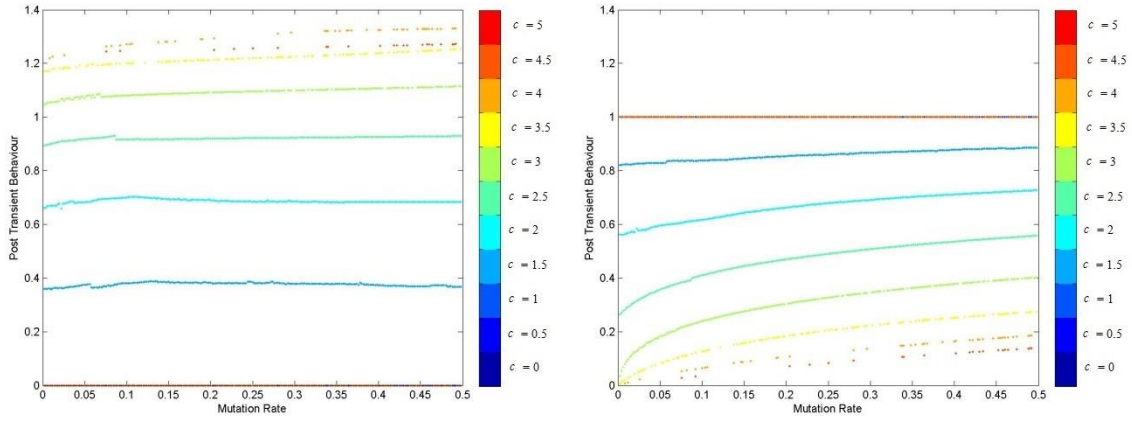 Post Transient Behaviour
1.4
1.2
1
0.8
0.6
0.4
0.2
0
0 0.05 0.1 0.15 0.2 0.25 0.3 0.35 0.4 0.45 0.5
Mutation Rate
c = 5
c = 4.5
c = 4
c = 3.5
c = 3
c = 2.5
c = 2
c = 1.5
c = 1
c = 0.5
c = 0
Post Transient Behaviour
1.4
1.2
1
0.8
0.6
0.4
0.2
0
0 0.05 0.1 0.15 0.2 0.25 0.3 0.35 0.4 0.45 0.5
Mutation Rate
c = 5
c = 4.5
c = 4
c = 3.5
c = 3
c = 2.5
c = 2
c = 1.5
c = 1
c = 0.5
c = 0